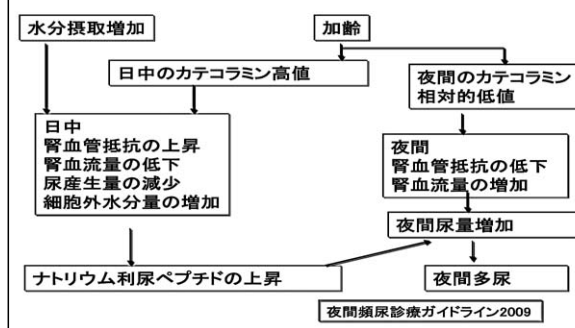 水分摂取増加
加齢
日中のカテコラミン高値
夜間のカテコラミン
相対的低値
日中
腎血管抵抗の上昇
腎血流量の低下
尿産生量の減少
細胞外水分量の増加
夜間
腎血管抵抗の低下
腎血流量の増加
夜間尿量増加
ナトリウム利尿ペプチドの上昇
夜間多尿
夜間頻尿診療ガイドライン2009